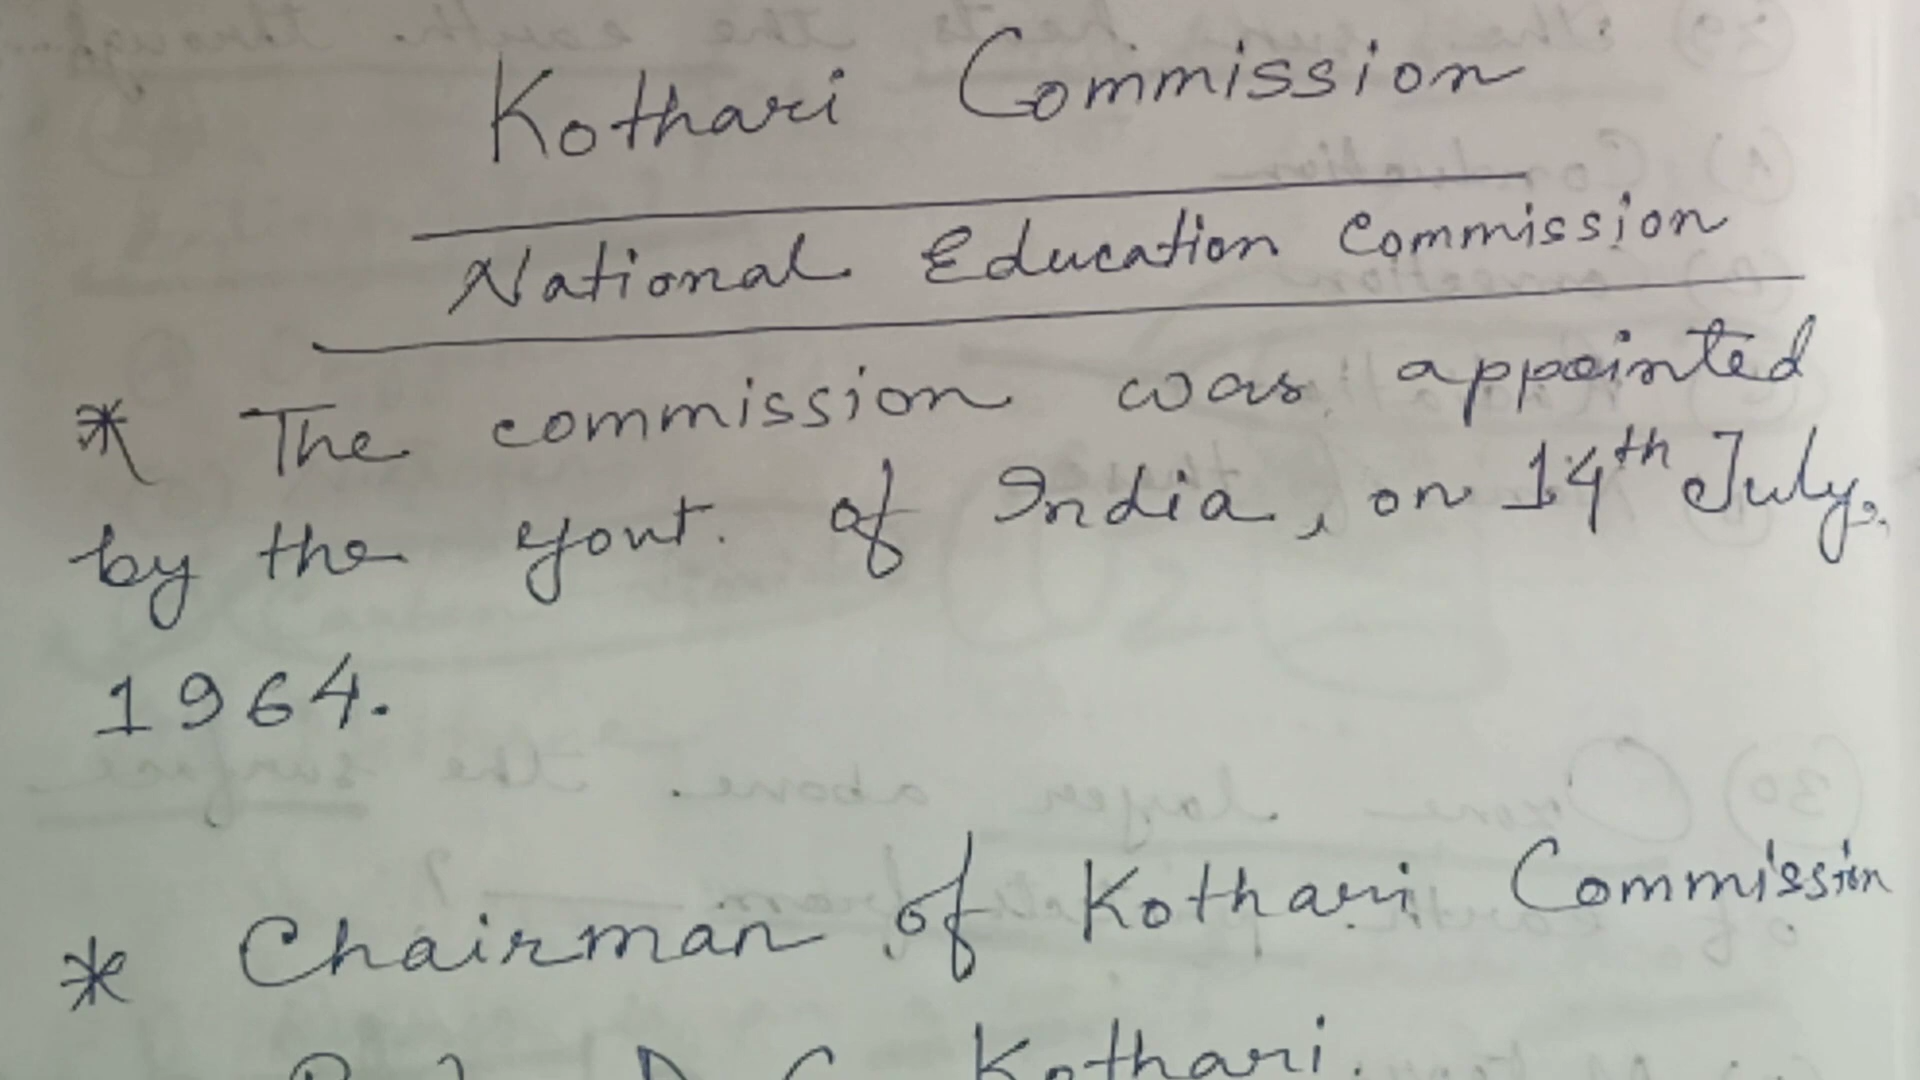 Kothari Commission
National Education Commission
* The commission was appointed
by the govt. of India, on 14th July,
1964.
* Chairman of Kothari Commission
Kothari.